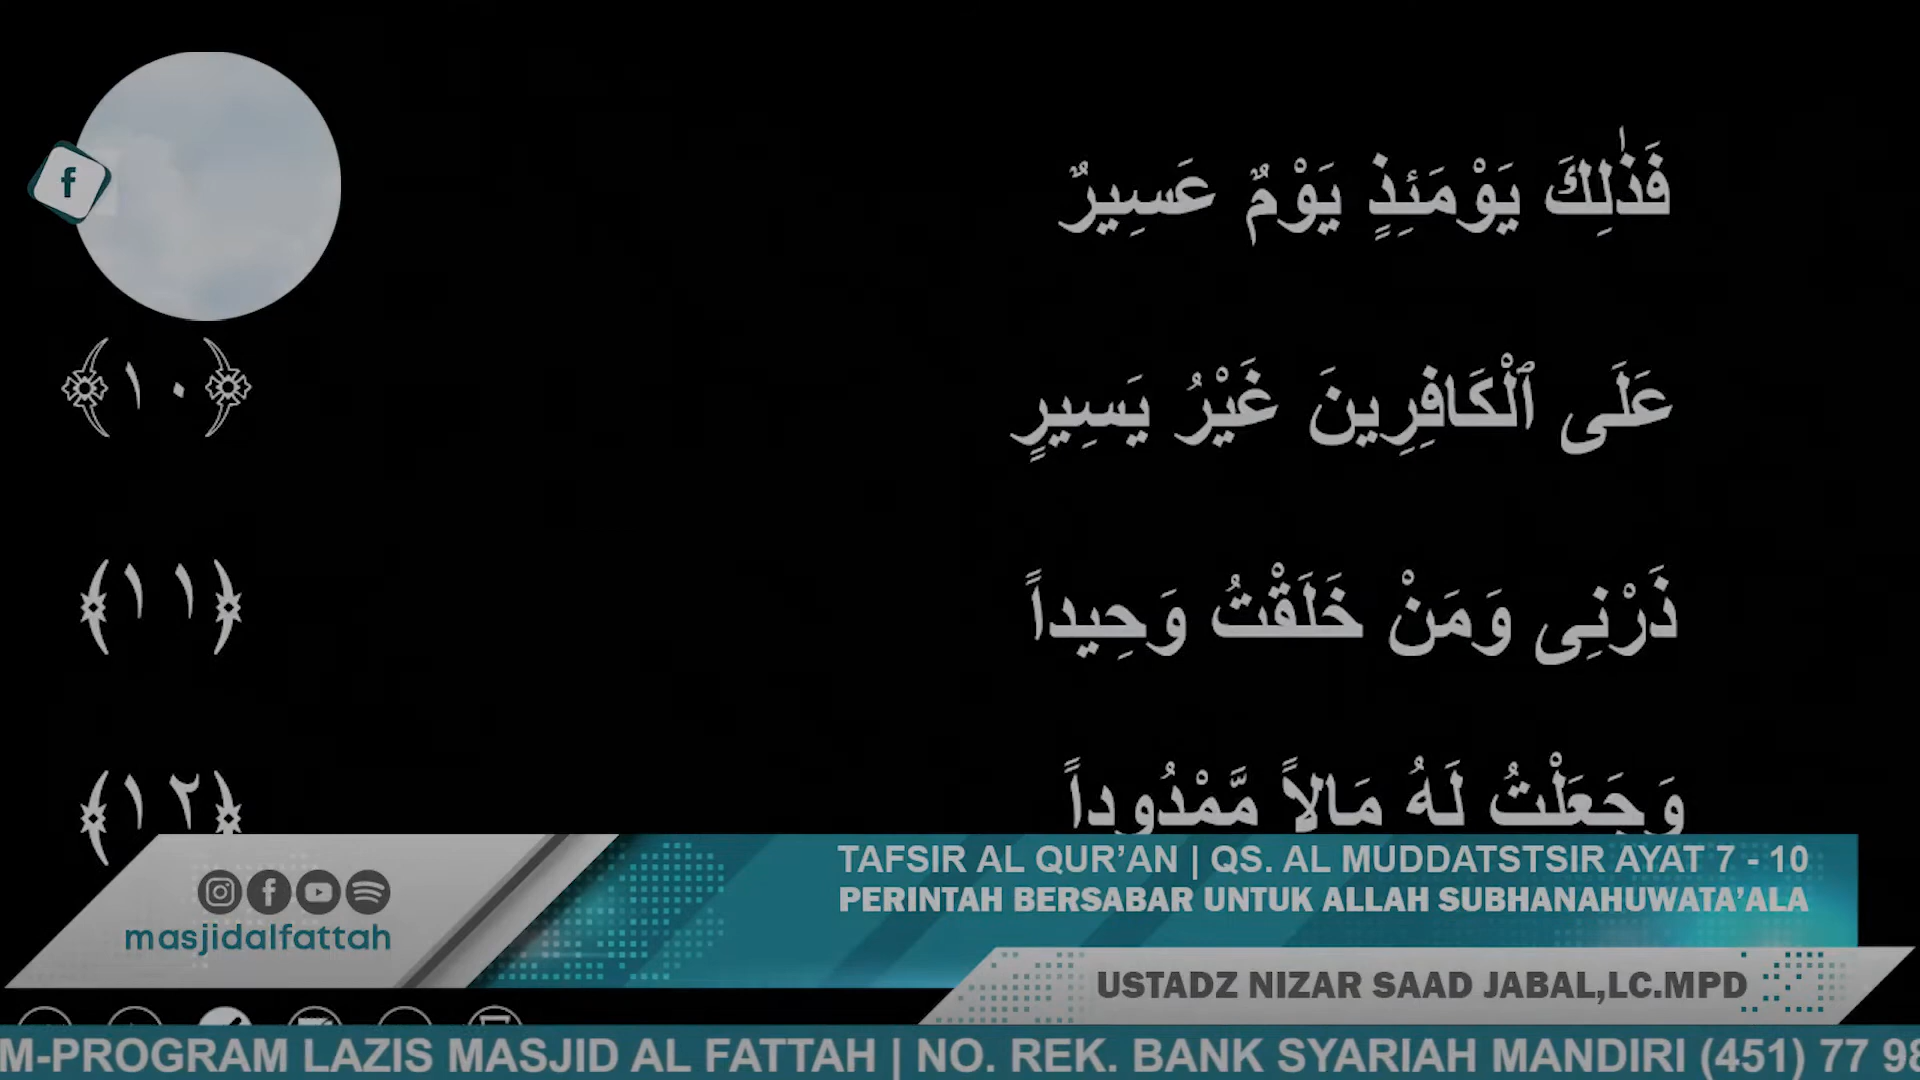 فَذَٰلِكَ يَوْمَئِذٍ يَوْمٌ عَسِيرٌ
عَلَى ٱلْكَافِرِينَ غَيْرُ يَسِيرٍ ﴿١٠﴾
ذَرْنِى وَمَنْ خَلَقْتُ وَحِيداً ﴿١١﴾
وَجَعَلْتُ لَهُ مَالاً مَّمْدُوداً ﴿١٢﴾
TAFSIR AL QUR’AN | QS. AL MUDDATSTSIR AYAT 7 - 10
PERINTAH BERSABAR UNTUK ALLAH SUBHANAHUWATA’ALA
masjidalfattah
USTADZ NIZAR SAAD JABAL,LC.MPD
M-PROGRAM LAZIS MASJID AL FATTAH | NO. REK. BANK SYARIAH MANDIRI (451) 77 98